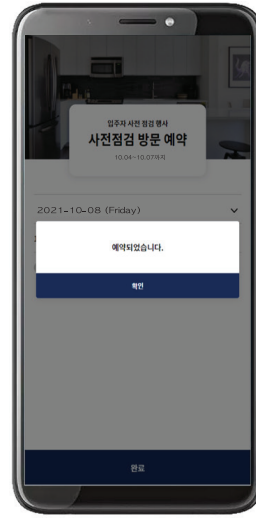 입주자 사전 점검 행사
사전점검 방문 예약
10.04~10.07까지
2021-10-08 (Friday)
예약되었습니다.
확인
완료